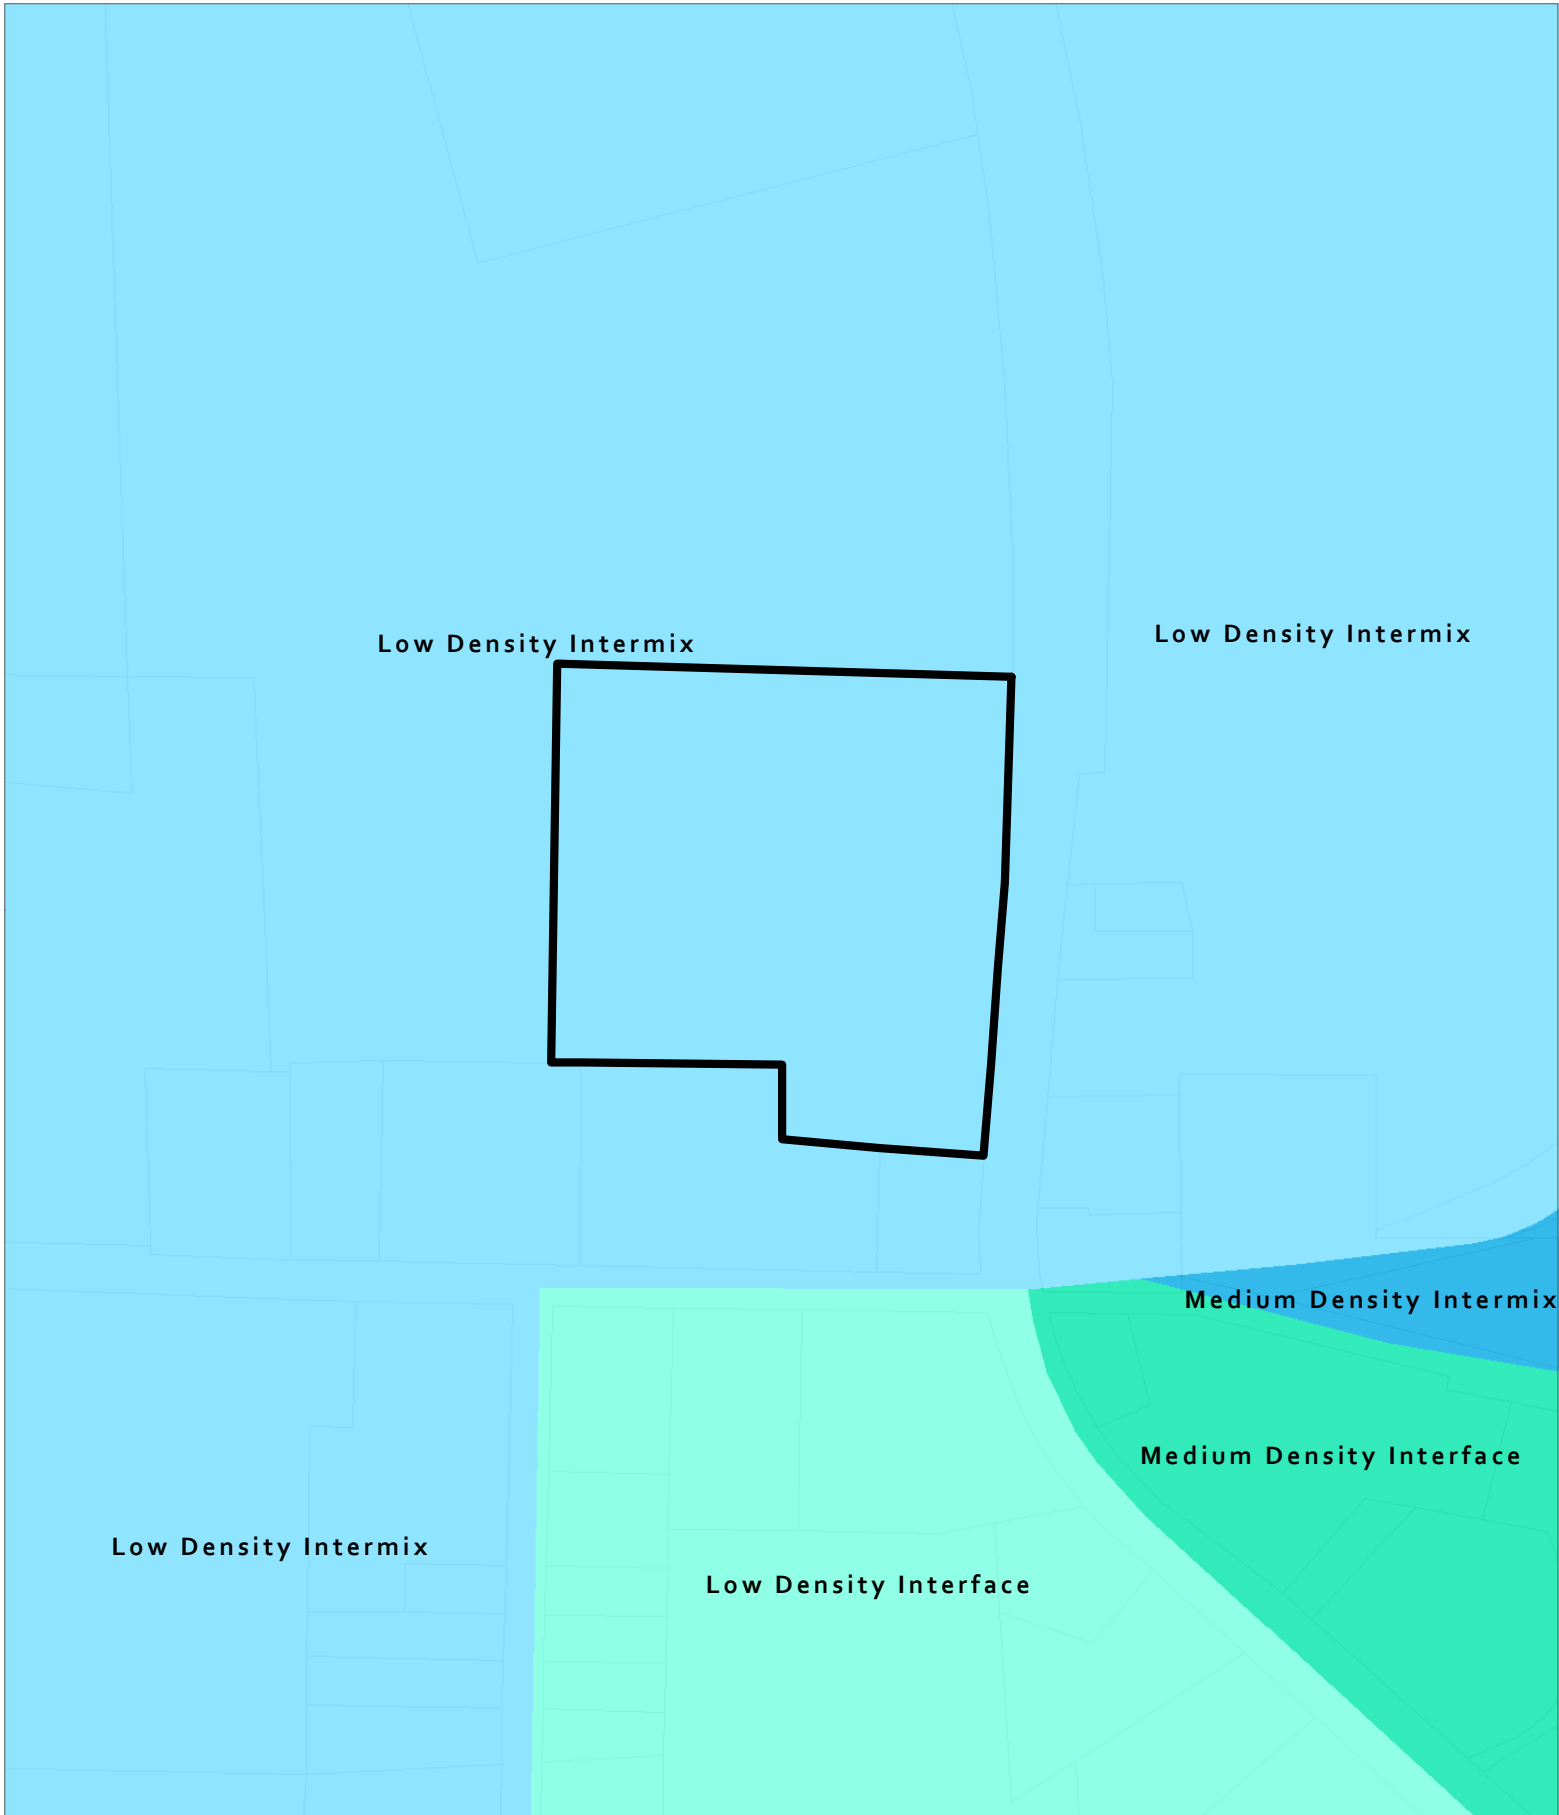 Low Density Intermix
Low Density Intermix
Medium Density Intermix
Medium Density Interface
Low Density Intermix
Low Density Interface